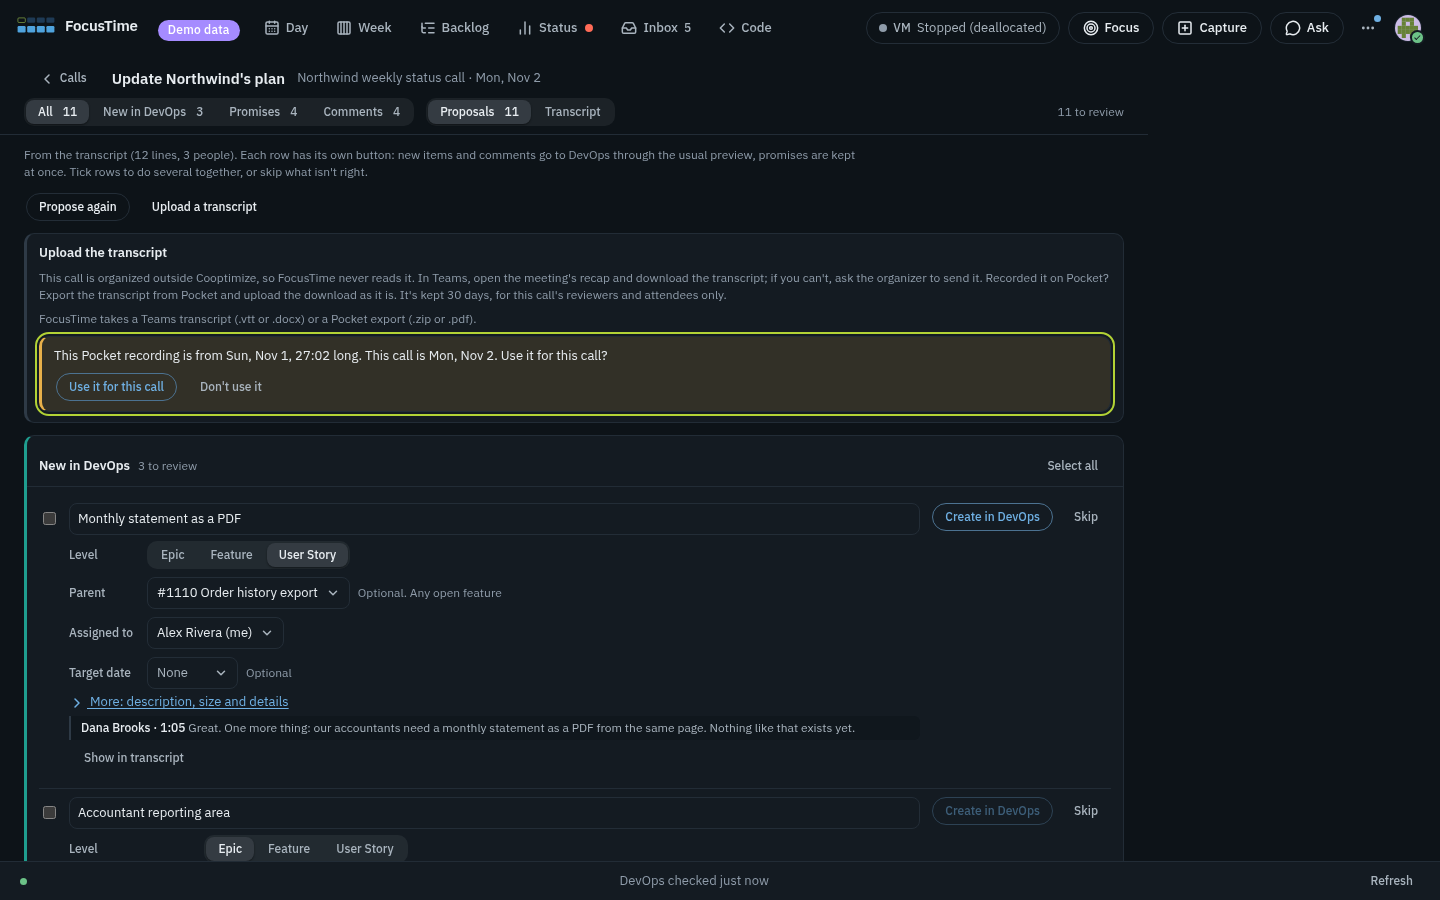 FocusTime
Demo data
Day
Week
Backlog
Status
Inbox 5
Code
VM Stopped (deallocated)
Focus
Capture
Ask
Calls
Update Northwind's plan
Northwind weekly status call · Mon, Nov 2
All 11
New in DevOps 3
Promises 4
Comments 4
Proposals 11
Transcript
11 to review
From the transcript (12 lines, 3 people). Each row has its own button: new items and comments go to DevOps through the usual preview, promises are kept
at once. Tick rows to do several together, or skip what isn't right.
Propose again
Upload a transcript
Upload the transcript
This call is organized outside Cooptimize, so FocusTime never reads it. In Teams, open the meeting's recap and download the transcript; if you can't, ask the organizer to send it. Recorded it on Pocket?
Export the transcript from Pocket and upload the download as it is. It's kept 30 days, for this call's reviewers and attendees only.
FocusTime takes a Teams transcript (.vtt or .docx) or a Pocket export (.zip or .pdf).
This Pocket recording is from Sun, Nov 1, 27:02 long. This call is Mon, Nov 2. Use it for this call?
Use it for this call
Don't use it
New in DevOps 3 to review
Select all
Monthly statement as a PDF
Create in DevOps
Skip
Level
Epic
Feature
User Story
Parent
#1110 Order history export
Optional. Any open feature
Assigned to
Alex Rivera (me)
Target date
None
Optional
More: description, size and details
Dana Brooks · 1:05 Great. One more thing: our accountants need a monthly statement as a PDF from the same page. Nothing like that exists yet.
Show in transcript
Accountant reporting area
Create in DevOps
Skip
Level
Epic
Feature
User Story
DevOps checked just now
Refresh